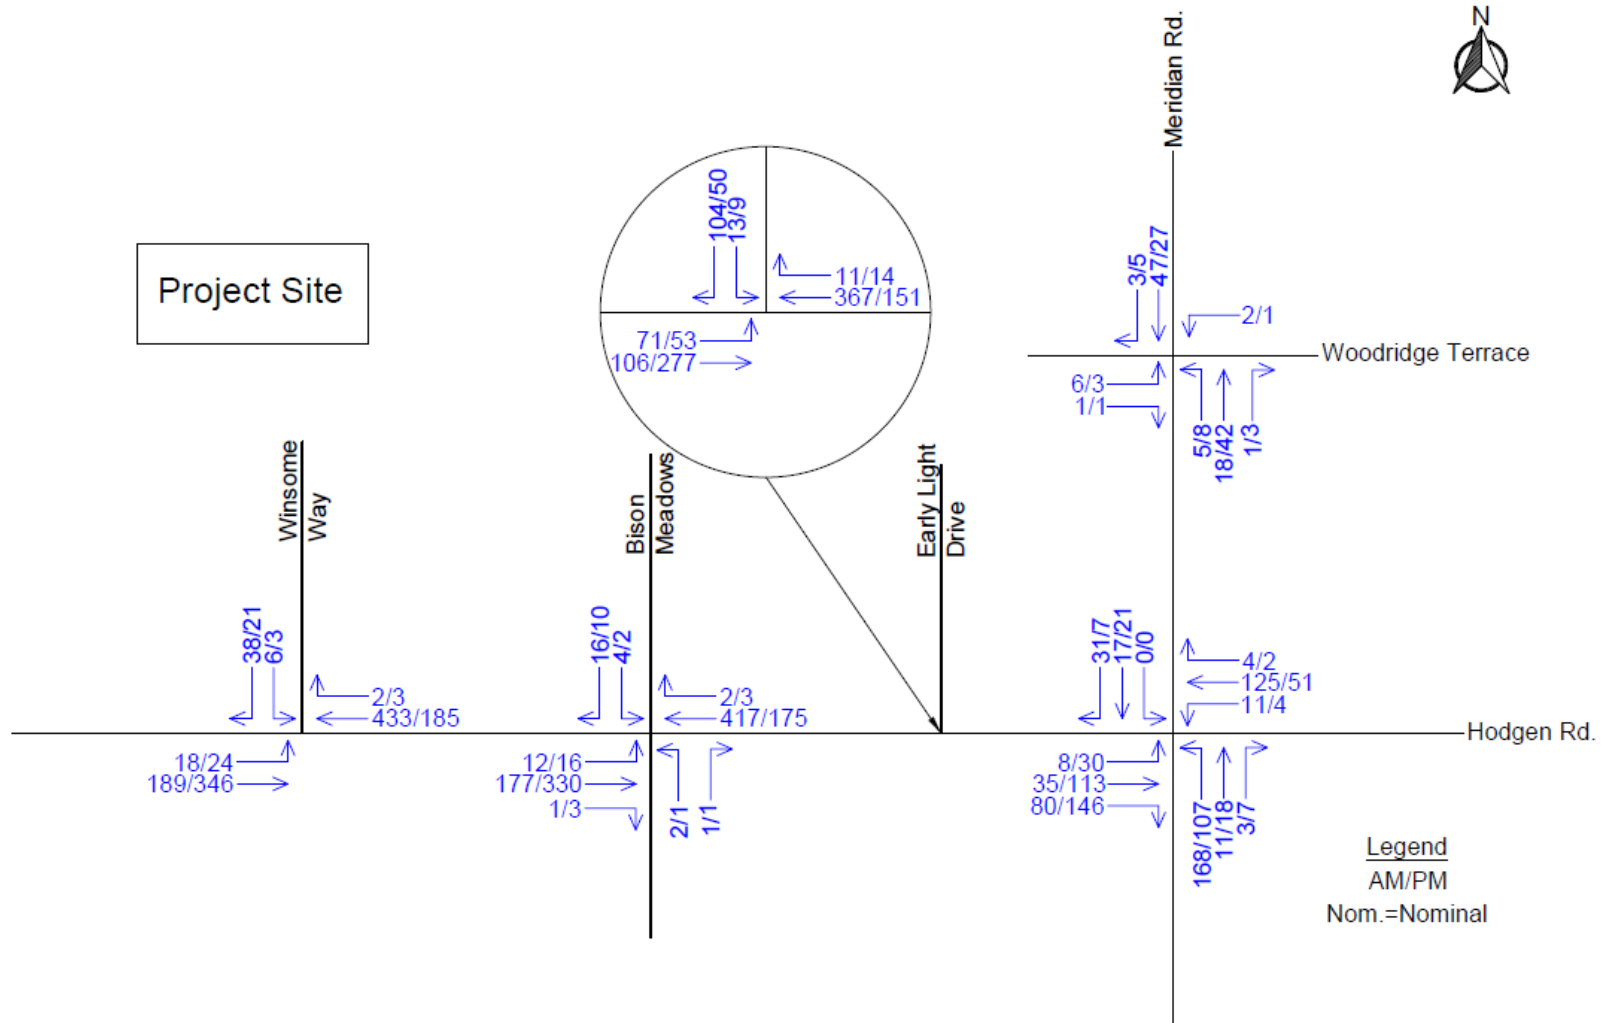 N
Meridian Rd.
Project Site
104/50
13/9
11/14
367/151
71/53
106/277
3/5
47/27
2/1
Woodridge Terrace
6/3
1/1
5/8
18/42
1/3
Winsome
Way
Bison
Meadows
Early Light
Drive
38/21
6/3
2/3
433/185
18/24
189/346
16/10
4/2
2/3
417/175
12/16
177/330
1/3
2/1
1/1
31/7
17/21
0/0
4/2
125/51
11/4
Hodgen Rd.
8/30
35/113
80/146
168/107
11/18
3/7
Legend
AM/PM
Nom.=Nominal